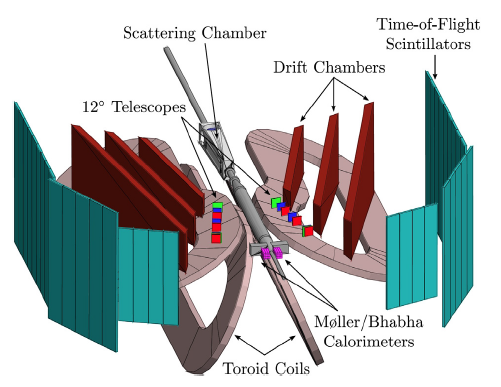 Time-of-Flight
Scintillators
Scattering Chamber
Drift Chambers
12° Telescopes
Møller/Bhabha
Calorimeters
Toroid Coils